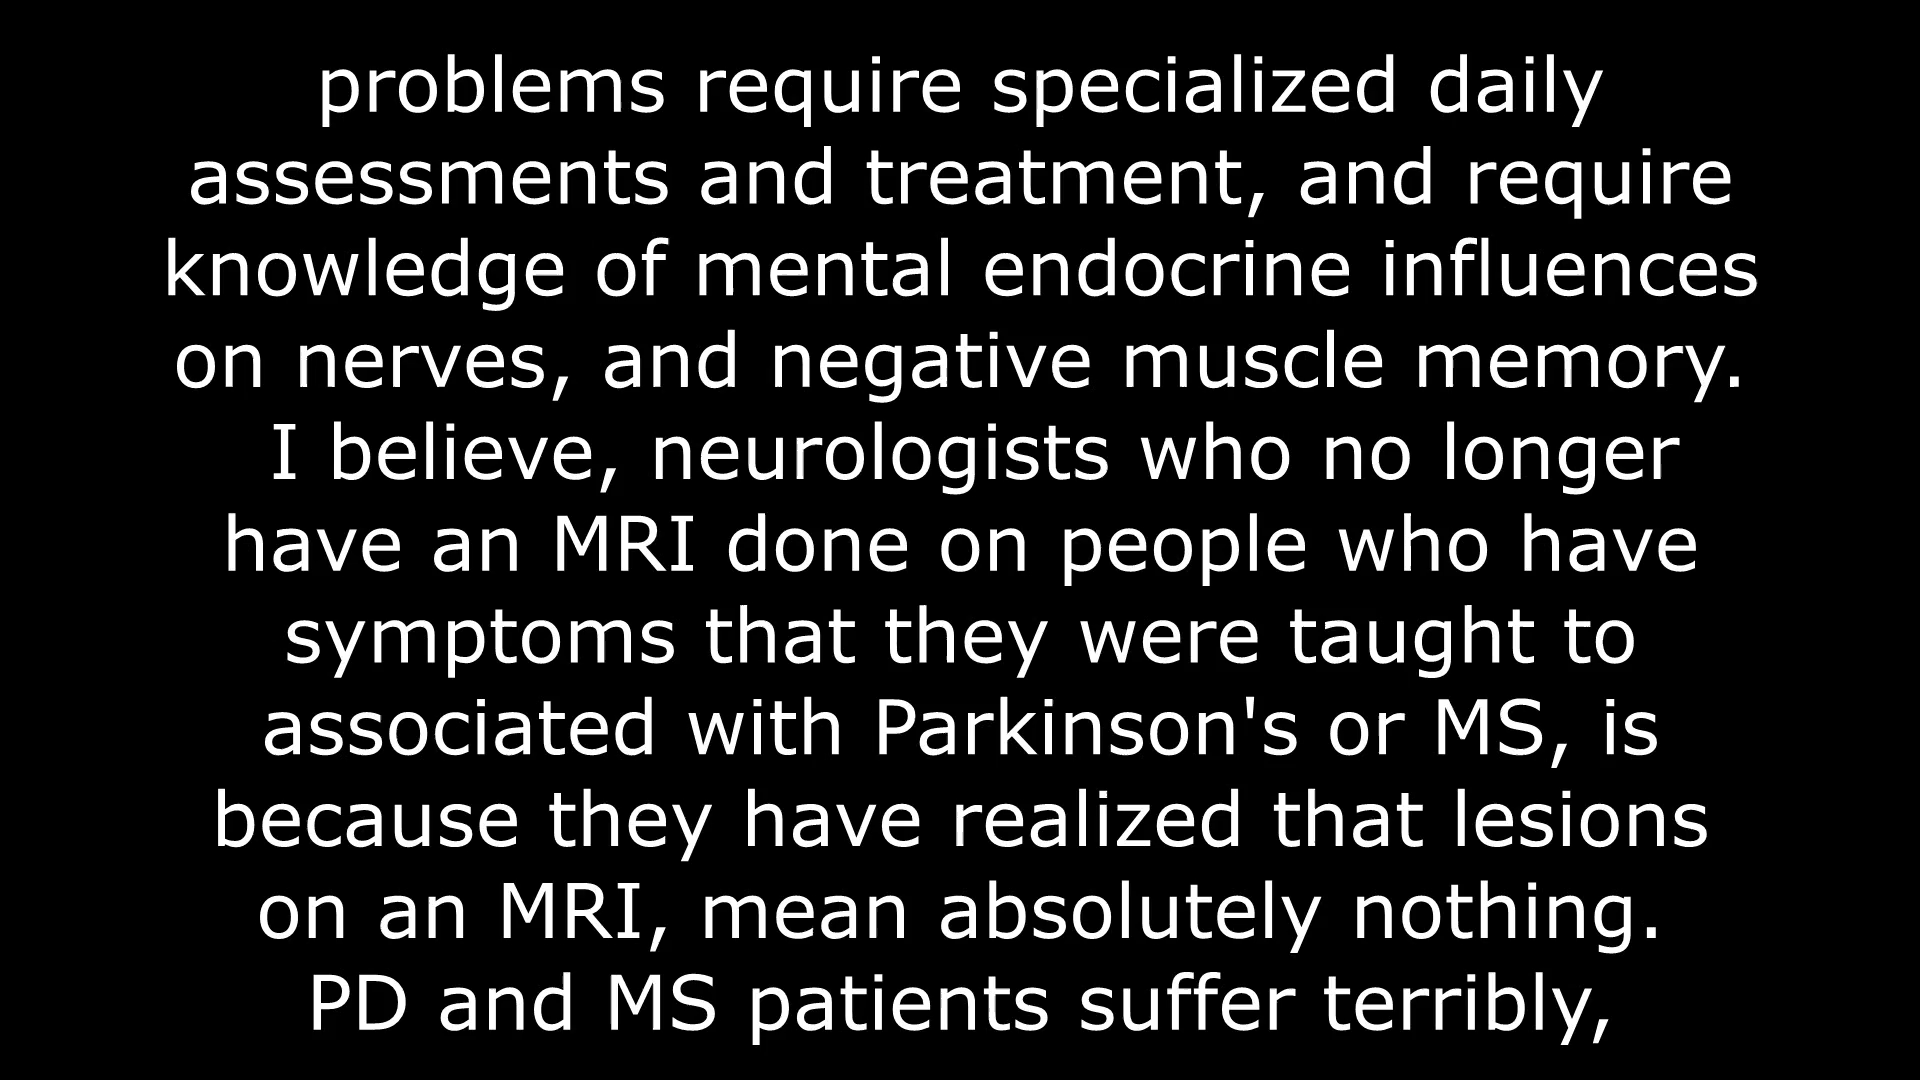 problems require specialized daily
assessments and treatment, and require
knowledge of mental endocrine influences
on nerves, and negative muscle memory.
I believe, neurologists who no longer
have an MRI done on people who have
symptoms that they were taught to
associated with Parkinson's or MS, is
because they have realized that lesions
on an MRI, mean absolutely nothing.
PD and MS patients suffer terribly,